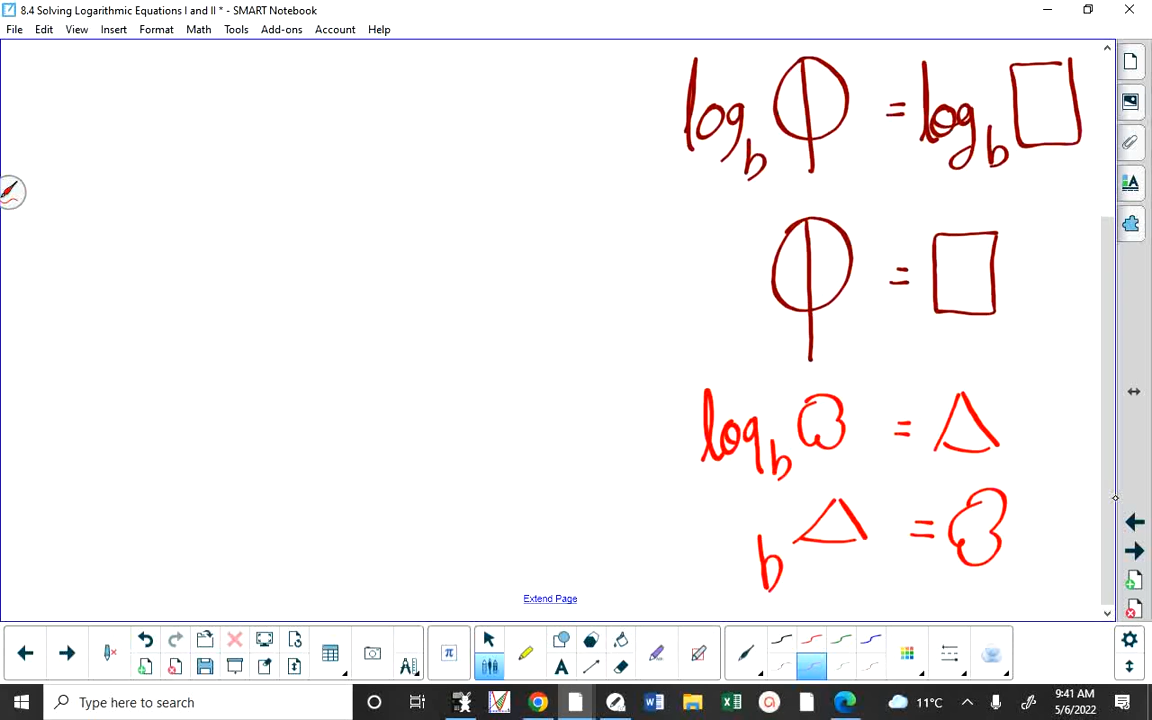 8.4 Solving Logarithmic Equations I and II * - SMART Notebook
File Edit View Insert Format Math Tools Add-ons Account Help
log_b Φ = log_b □
Φ = □
log_b = Δ
b^Δ =
Extend Page
π
A
Type here to search
11°C
9:41 AM
5/6/2022